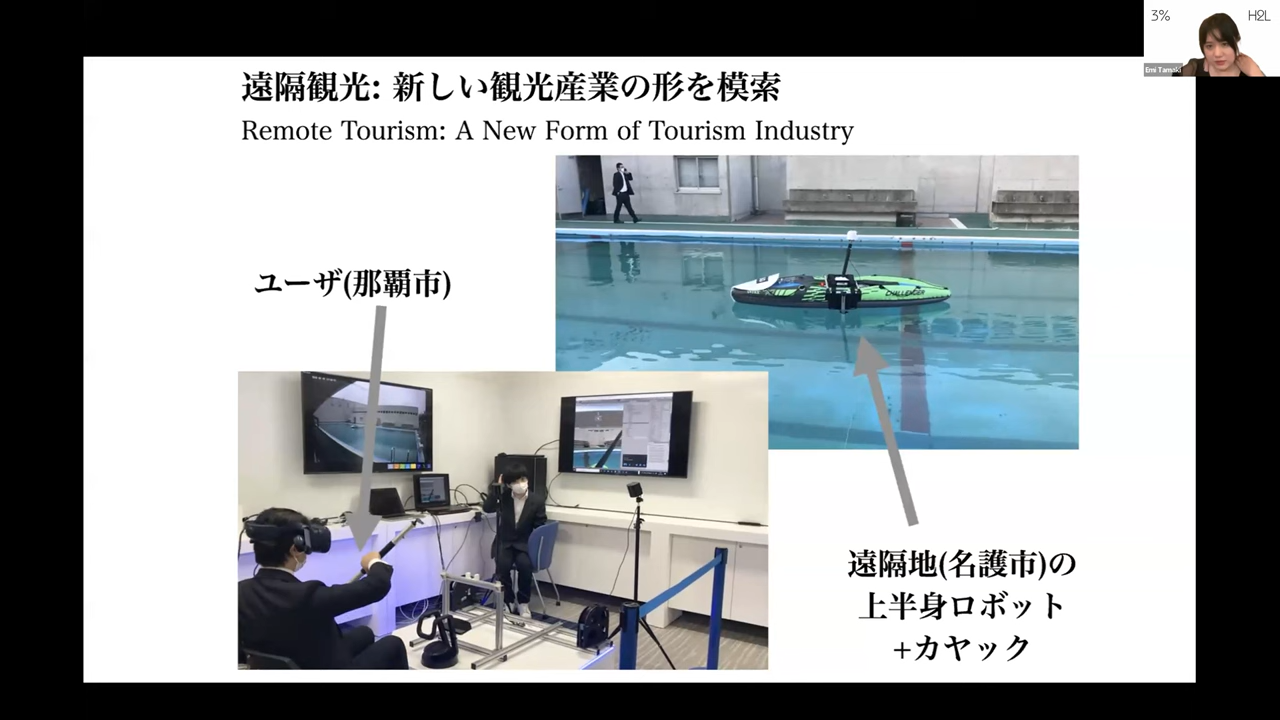 3%
H2L
Emi Tamaki
遠隔観光: 新しい観光産業の形を模索
Remote Tourism: A New Form of Tourism Industry
ユーザ(那覇市)
CHALLENGER
遠隔地(名護市)の
上半身ロボット
+カヤック